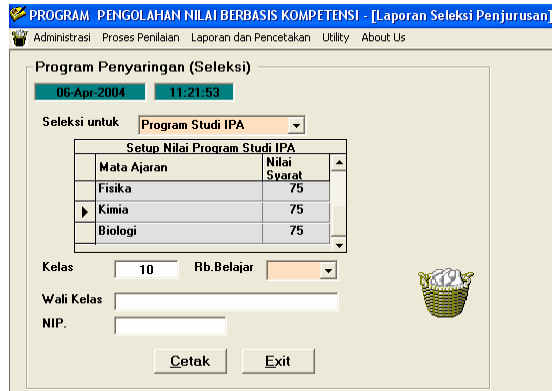 PROGRAM PENGOLAHAN NILAI BERBASIS KOMPETENSI - [Laporan Seleksi Penjurusan]
Administrasi Proses Penilaian Laporan dan Pencetakan Utility About Us
Program Penyaringan (Seleksi)
06-Apr-2004 11:21:53
Seleksi untuk Program Studi IPA
Setup Nilai Program Studi IPA
Mata Ajaran Nilai Syarat
Fisika 75
Kimia 75
Biologi 75
Kelas 10 Rb.Belajar
Wali Kelas
NIP.
Cetak Exit